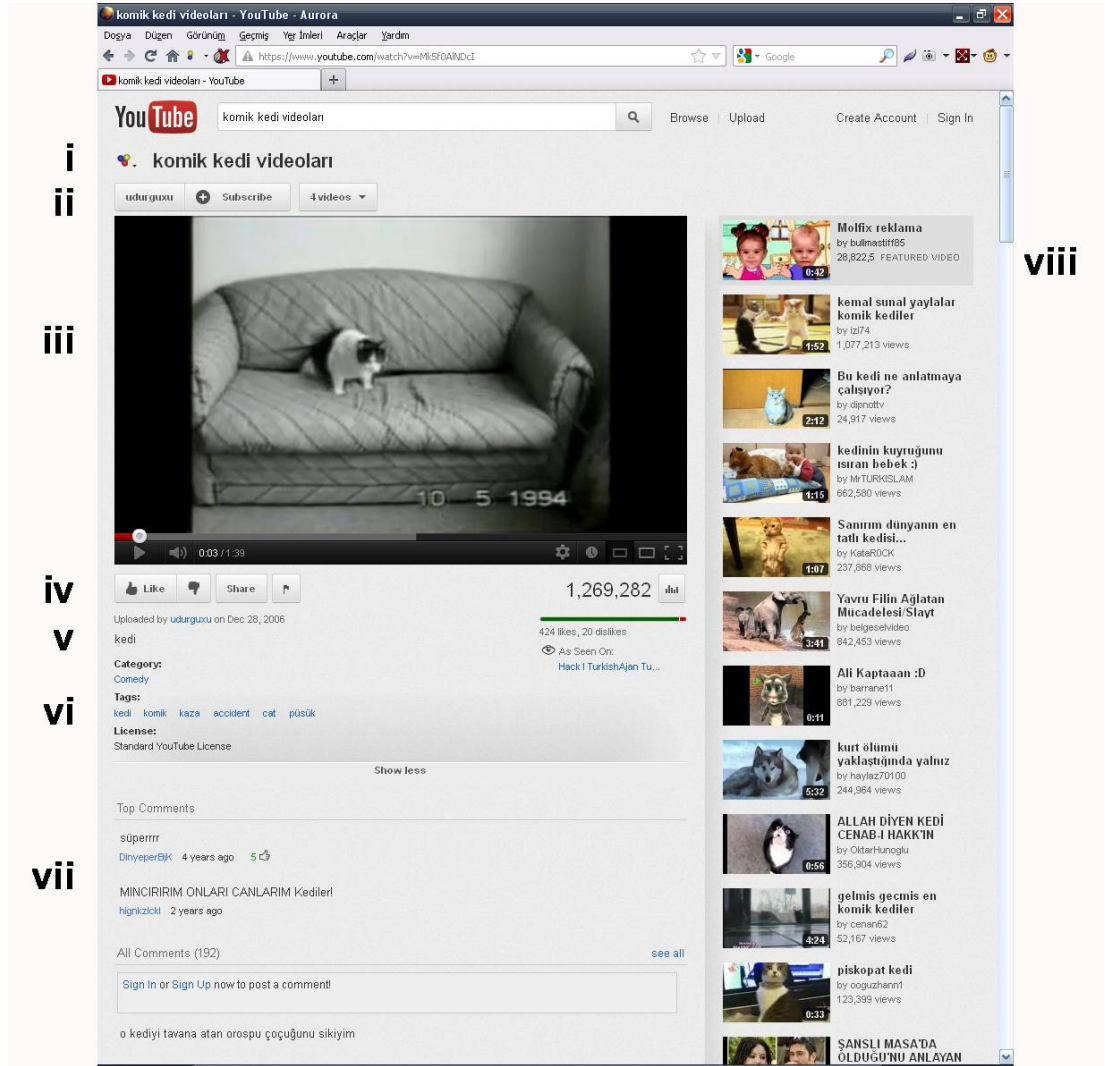 komik kedi videoları - YouTube - Aurora
Dosya Düzen Görünüm Geçmiş Yer İmleri Araçlar Yardım
https://www.youtube.com/watch?v=Mk5f0AlNDcI
Google
komik kedi videoları - YouTube
YouTube
komik kedi videoları
Browse Upload Create Account Sign In
i
komik kedi videoları
ii
udurguxu Subscribe 4 videos
iii
10 5 1994
0:03 / 1:39
iv
Like Share 1,269,282
Uploaded by udurguxu on Dec 28, 2006
v
kedi
424 likes, 20 dislikes
As Seen On:
Hack I TurkishAjan Tu...
Category:
Comedy
vi
Tags:
kedi komik kaza accident cat püsük
License:
Standard YouTube License
Show less
Top Comments
vii
süperrrr
DinyeperBjK 4 years ago 5
MINCIRIRIM ONLARI CANLARIM Kediler!
hlgnkzlckl 2 years ago
All Comments (192) see all
Sign In or Sign Up now to post a comment!
o kediyi tavana atan orospu çoçuğunu sikiyim
viii
Molfix reklama
by bullmastiff85
28,822,5 FEATURED VIDEO
0:42
kemal sunal yaylalar
komik kediler
by izi74
1,077,213 views
1:52
Bu kedi ne anlatmaya
çalışıyor?
by dipnottv
24,917 views
2:12
kedinin kuyruğunu
ısıran bebek :)
by MrTURKISLAM
662,580 views
1:15
Sanırım dünyanın en
tatlı kedisi...
by KataR0CK
237,868 views
1:07
Yavru Filin Ağlatan
Mücadelesi/Slayt
by belgeselvideo
842,453 views
3:41
Ali Kaptaaan :D
by barrane11
881,229 views
0:11
kurt ölümü
yaklaştığında yalnız
by haylaz70100
244,964 views
5:32
ALLAH DİYEN KEDİ
CENAB-I HAKK'IN
by OktarHunoglu
356,904 views
0:56
gelmis gecmis en
komik kediler
by cenan62
52,167 views
4:24
piskopat kedi
by ooguzhann1
123,399 views
0:33
ŞANSLI MASA'DA
OLDUĞU'NU ANLAYAN